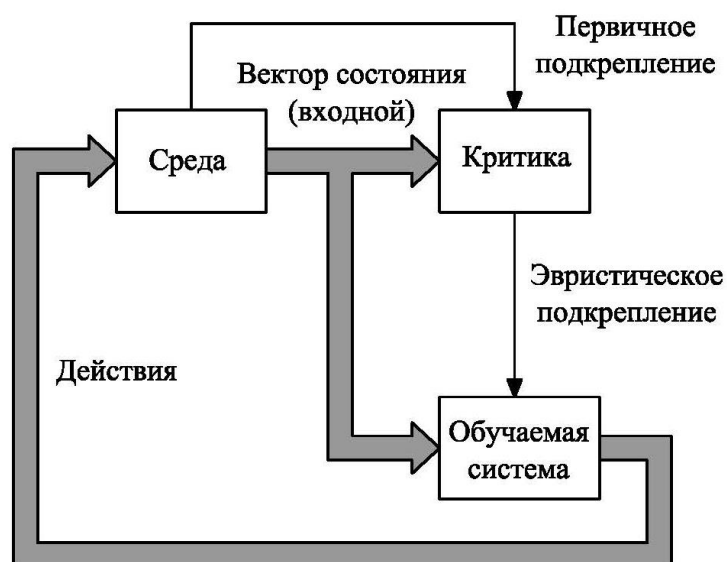 Первичное
подкрепление
Вектор состояния
(входной)
Среда
Критика
Эвристическое
подкрепление
Действия
Обучаемая
система